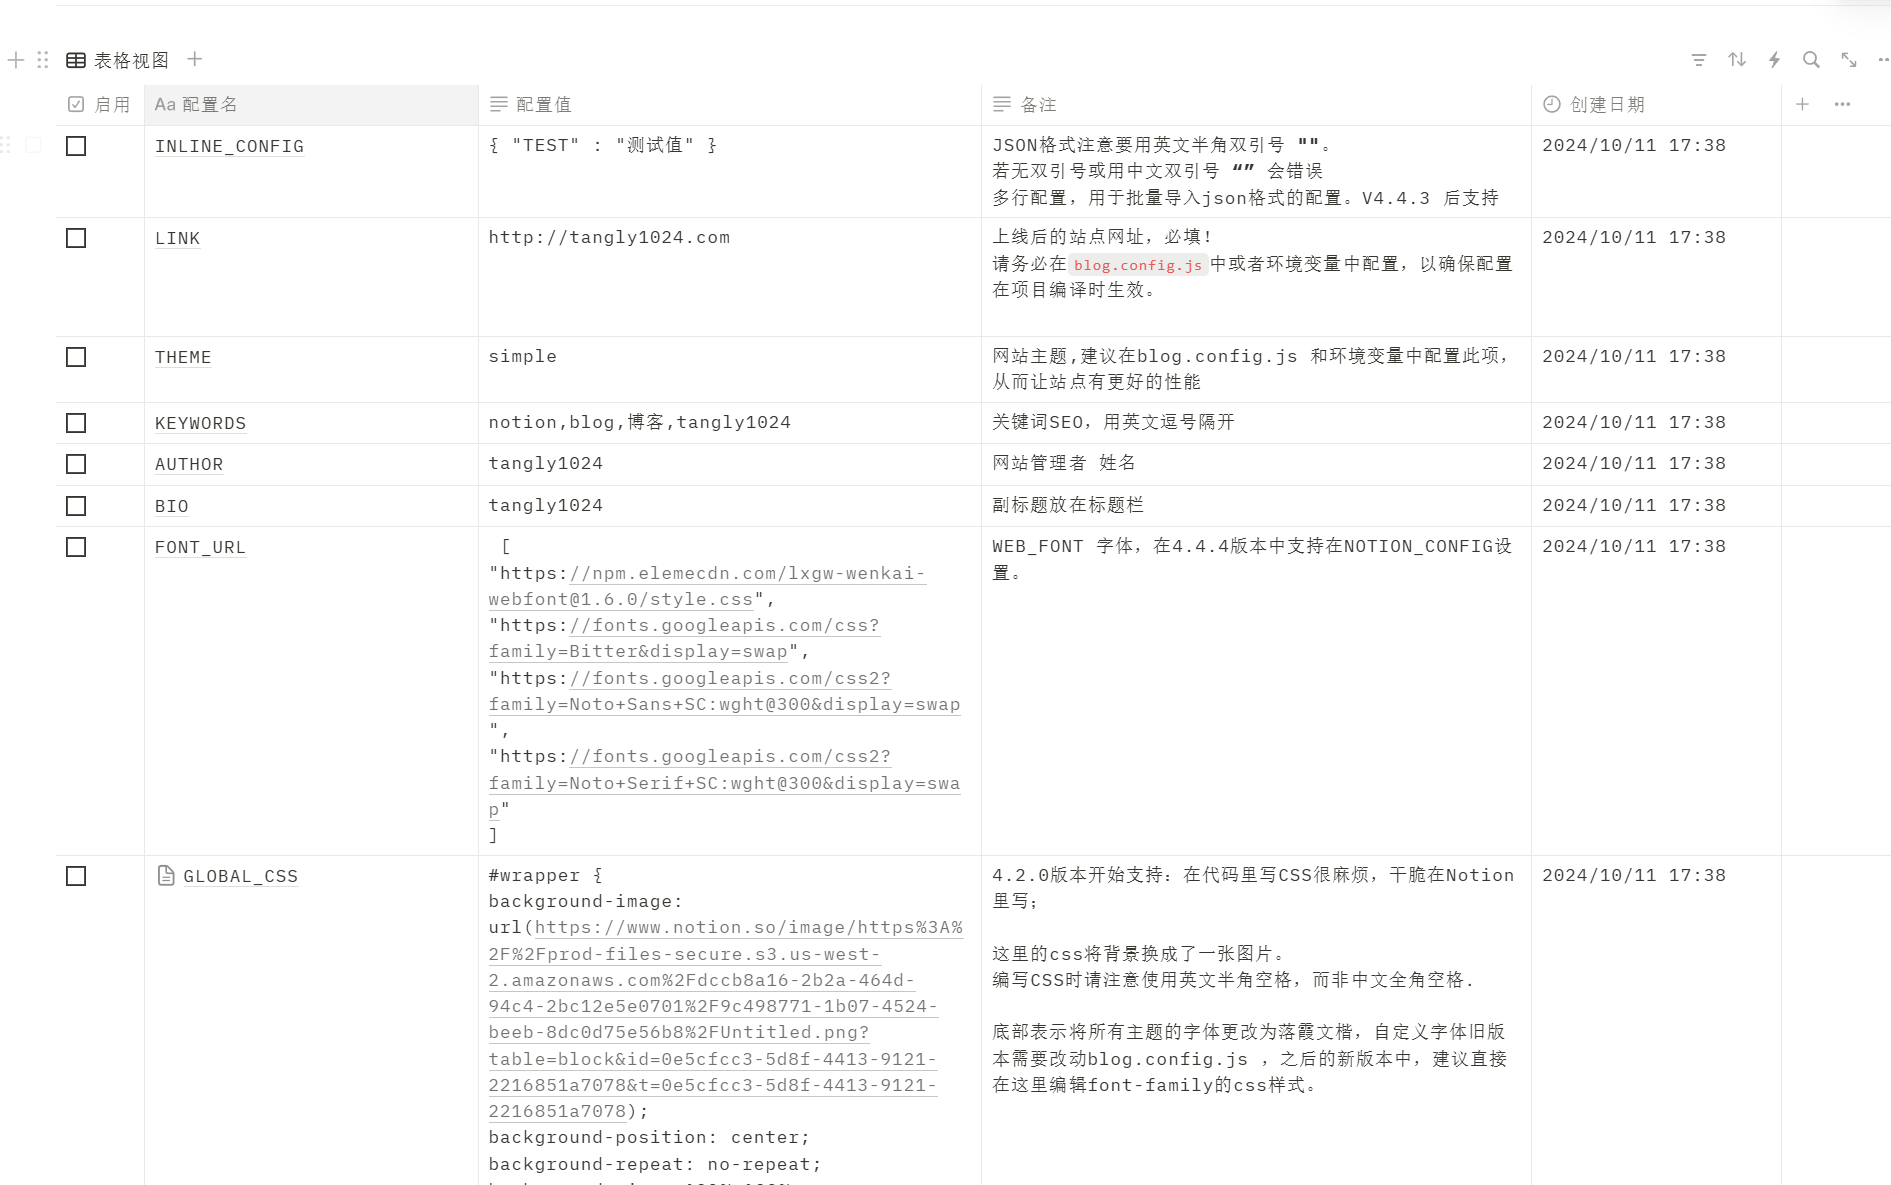 表格视图
启用 Aa 配置名 配置值 备注 创建日期
INLINE_CONFIG
{ "TEST" : "测试值" }
JSON格式注意要用英文半角双引号 ""。
若无双引号或用中文双引号 “” 会错误
多行配置，用于批量导入json格式的配置。V4.4.3 后支持
2024/10/11 17:38
LINK
http://tangly1024.com
上线后的站点网址，必填！
请务必在blog.config.js中或者环境变量中配置，以确保配置
在项目编译时生效。
2024/10/11 17:38
THEME
simple
网站主题,建议在blog.config.js 和环境变量中配置此项，
从而让站点有更好的性能
2024/10/11 17:38
KEYWORDS
notion,blog,博客,tangly1024
关键词SEO，用英文逗号隔开
2024/10/11 17:38
AUTHOR
tangly1024
网站管理者 姓名
2024/10/11 17:38
BIO
tangly1024
副标题放在标题栏
2024/10/11 17:38
FONT_URL
[
"https://npm.elemecdn.com/lxgw-wenkai-
webfont@1.6.0/style.css",
"https://fonts.googleapis.com/css?
family=Bitter&display=swap",
"https://fonts.googleapis.com/css2?
family=Noto+Sans+SC:wght@300&display=swap
",
"https://fonts.googleapis.com/css2?
family=Noto+Serif+SC:wght@300&display=swa
p"
]
WEB_FONT 字体，在4.4.4版本中支持在NOTION_CONFIG设
置。
2024/10/11 17:38
GLOBAL_CSS
#wrapper {
background-image:
url(https://www.notion.so/image/https%3A%
2F%2Fprod-files-secure.s3.us-west-
2.amazonaws.com%2Fdccb8a16-2b2a-464d-
94c4-2bc12e5e0701%2F9c498771-1b07-4524-
beeb-8dc0d75e56b8%2FUntitled.png?
table=block&id=0e5cfcc3-5d8f-4413-9121-
2216851a7078&t=0e5cfcc3-5d8f-4413-9121-
2216851a7078);
background-position: center;
background-repeat: no-repeat;
4.2.0版本开始支持：在代码里写CSS很麻烦，干脆在Notion
里写；
这里的css将背景换成了一张图片。
编写CSS时请注意使用英文半角空格，而非中文全角空格.
底部表示将所有主题的字体更改为落霞文楷，自定义字体旧版
本需要改动blog.config.js ，之后的新版本中，建议直接
在这里编辑font-family的css样式。
2024/10/11 17:38